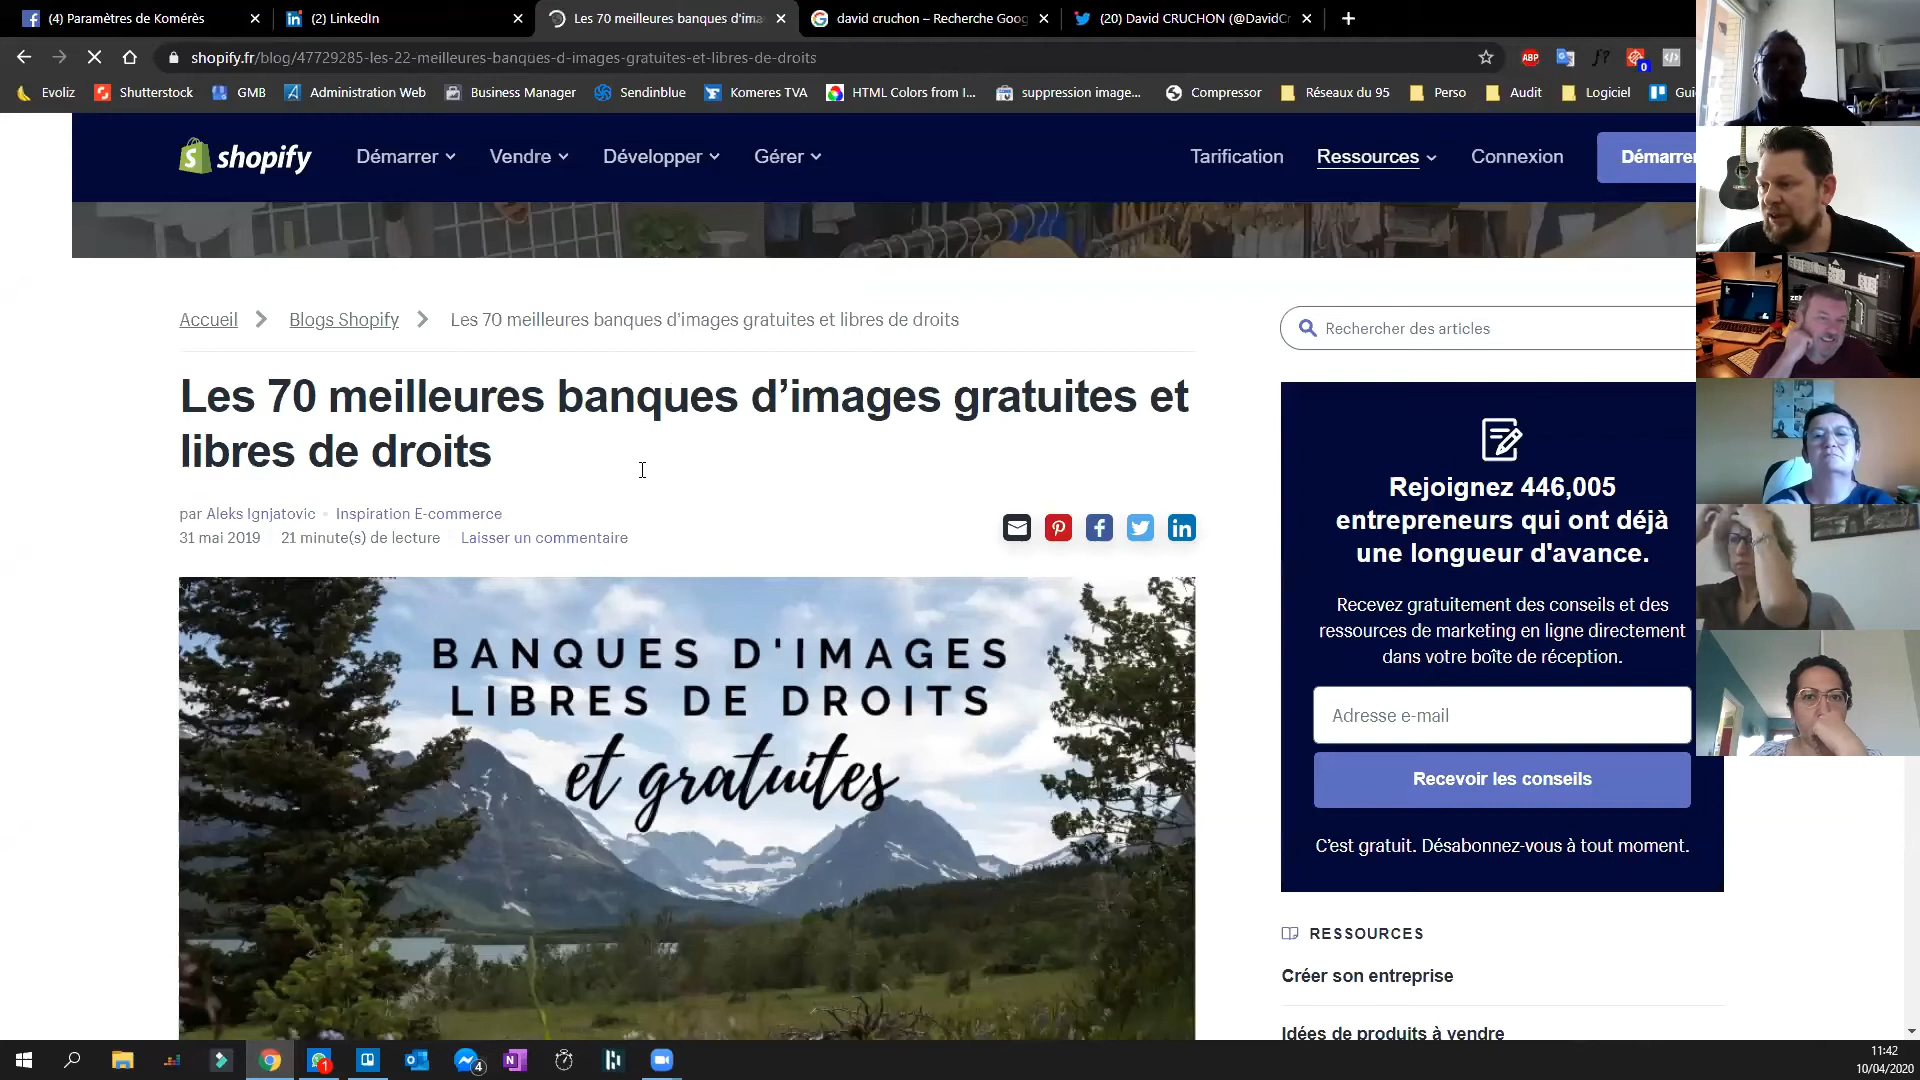 (4) Paramètres de Komérès
(2) LinkedIn
Les 70 meilleures banques d'ima
david cruchon – Recherche Goog
(20) David CRUCHON (@DavidCr
shopify.fr/blog/47729285-les-22-meilleures-banques-d-images-gratuites-et-libres-de-droits
ABP
f?
0
Evoliz
Shutterstock
GMB
Administration Web
Business Manager
Sendinblue
Komeres TVA
HTML Colors from I...
suppression image...
Compressor
Réseaux du 95
Perso
Audit
Logiciel
Gui
shopify
Démarrer
Vendre
Développer
Gérer
Tarification
Ressources
Connexion
Démarrer
Accueil
Blogs Shopify
Les 70 meilleures banques d'images gratuites et libres de droits
Rechercher des articles
Les 70 meilleures banques d’images gratuites et
libres de droits
par Aleks Ignjatovic • Inspiration E-commerce
31 mai 2019 21 minute(s) de lecture Laisser un commentaire
BANQUES D'IMAGES
LIBRES DE DROITS
et gratuites
Rejoignez 446,005
entrepreneurs qui ont déjà
une longueur d'avance.
Recevez gratuitement des conseils et des
ressources de marketing en ligne directement
dans votre boîte de réception.
Adresse e-mail
Recevoir les conseils
C’est gratuit. Désabonnez-vous à tout moment.
RESSOURCES
Créer son entreprise
Idées de produits à vendre
1
4
11:42
10/04/2020